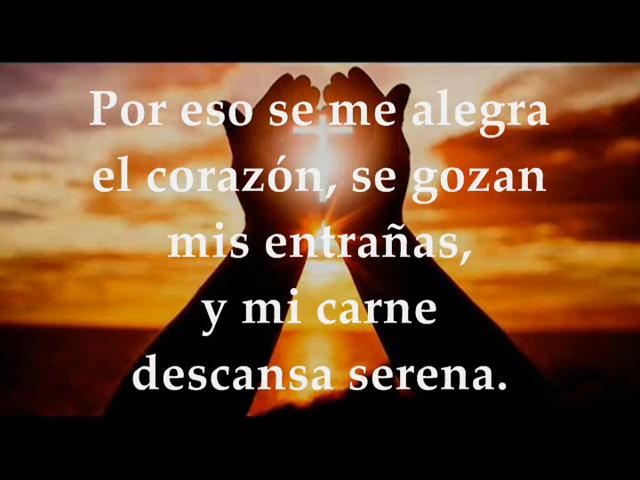 Por eso se me alegra
el corazón, se gozan
mis entrañas,
y mi carne
descansa serena.